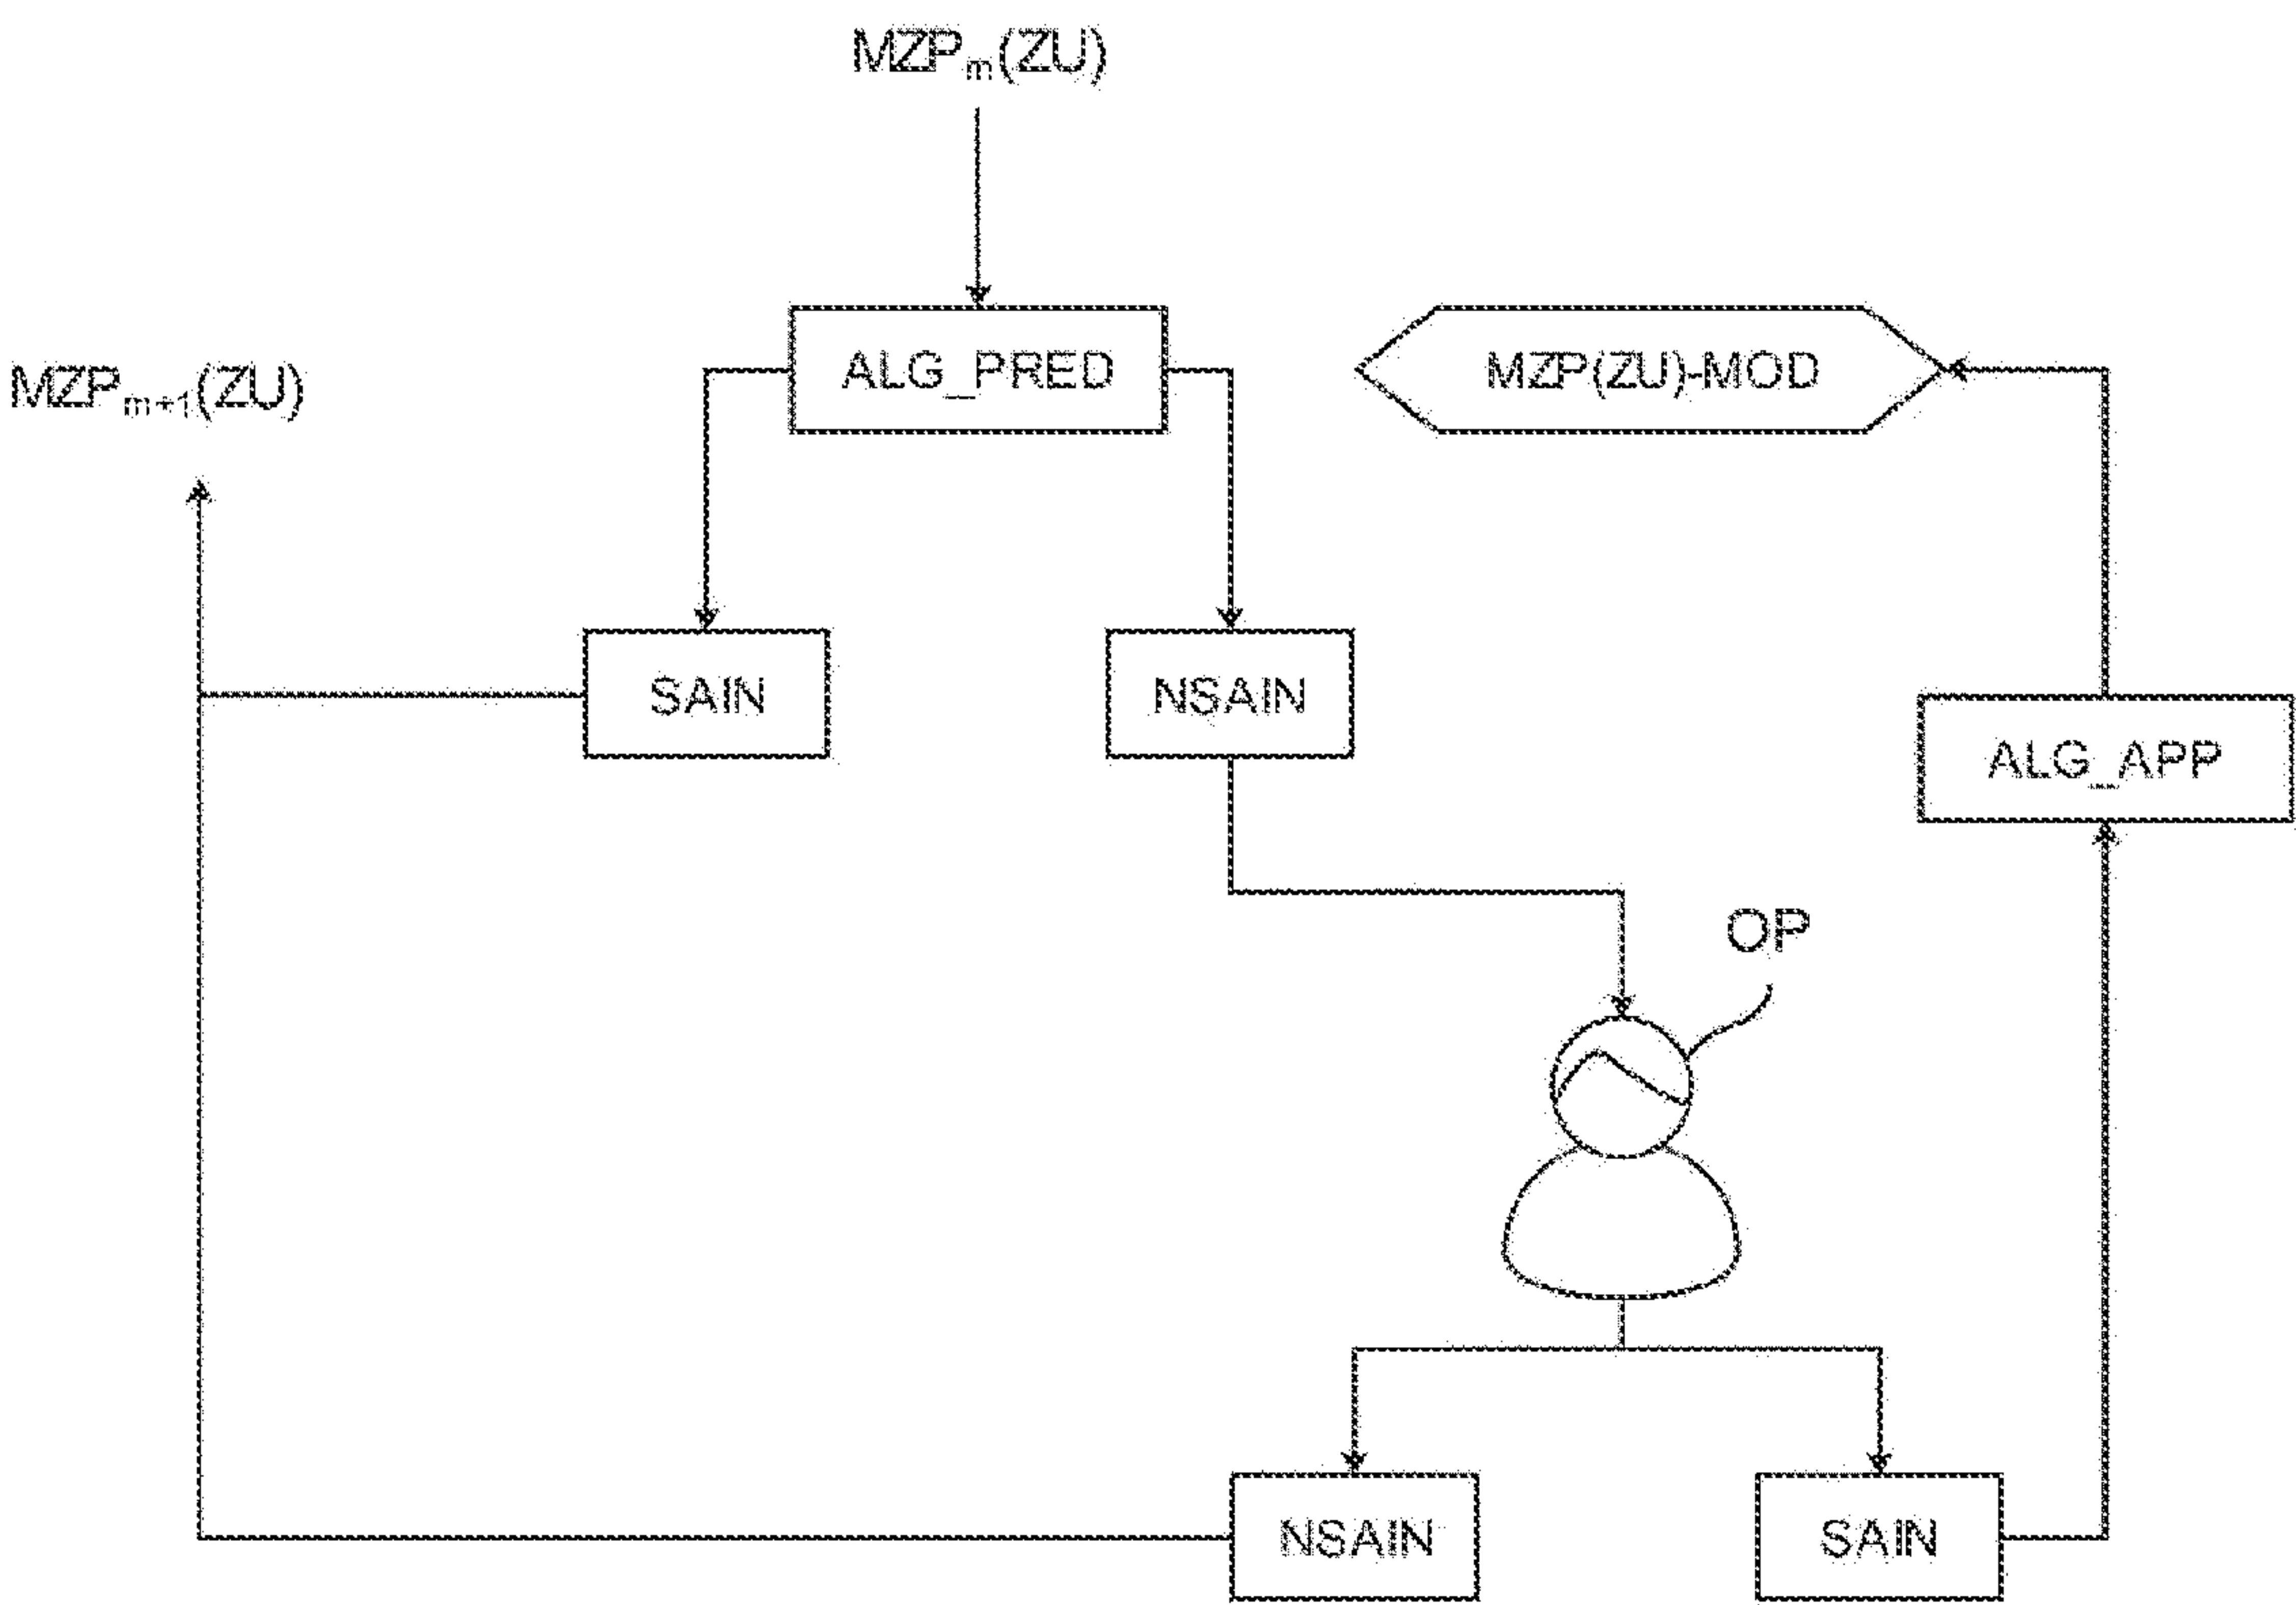 MZPm(ZU)
ALG_PRED
MZP(ZU)-MOD
MZPm+1(ZU)
SAIN
NSAIN
ALG_APP
OP
NSAIN
SAIN